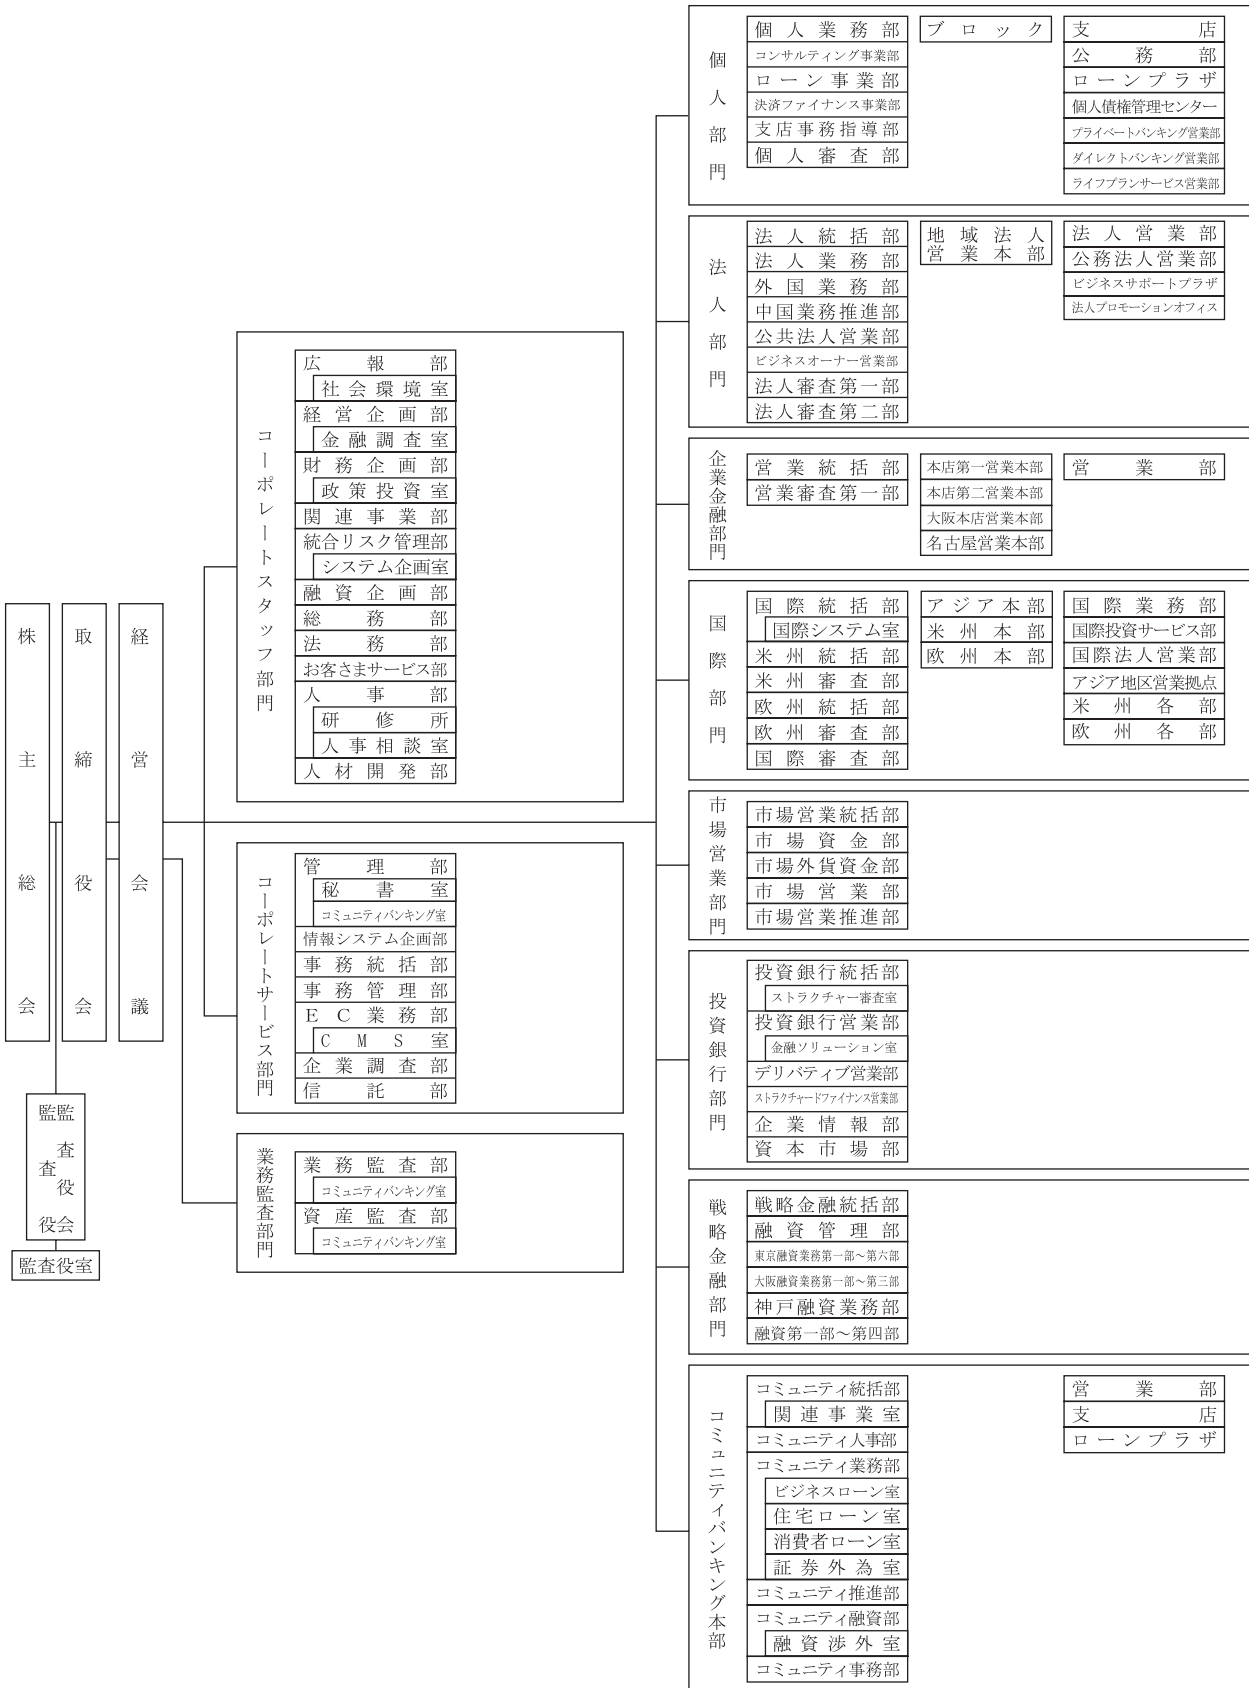 株主総会
取締役会
経営会議
監査役
監査役会
監査役室
コーポレートスタッフ部門
広報部
社会環境室
経営企画部
金融調査室
財務企画部
政策投資室
関連事業部
統合リスク管理部
システム企画室
融資企画部
総務部
法務部
お客さまサービス部
人事部
研修所
人事相談室
人材開発部
コーポレートサービス部門
管理部
秘書室
コミュニティバンキング室
情報システム企画部
事務統括部
事務管理部
EC業務部
CMS室
企業調査部
信託部
業務監査部門
業務監査部
コミュニティバンキング室
資産監査部
コミュニティバンキング室
個人部門
個人業務部
コンサルティング事業部
ローン事業部
決済ファイナンス事業部
支店事務指導部
個人審査部
ブロック
支店
公務部
ローンプラザ
個人債権管理センター
プライベートバンキング営業部
ダイレクトバンキング営業部
ライフプランサービス営業部
法人部門
法人統括部
法人業務部
外国業務部
中国業務推進部
公共法人営業部
ビジネスオーナー営業部
法人審査第一部
法人審査第二部
地域法人
営業本部
法人営業部
公務法人営業部
ビジネスサポートプラザ
法人プロモーションオフィス
企業金融部門
営業統括部
営業審査第一部
本店第一営業本部
本店第二営業本部
大阪本店営業本部
名古屋営業本部
営業部
国際部門
国際統括部
国際システム室
米州統括部
米州審査部
欧州統括部
欧州審査部
国際審査部
アジア本部
米州本部
欧州本部
国際業務部
国際投資サービス部
国際法人営業部
アジア地区営業拠点
米州各部
欧州各部
市場営業部門
市場営業統括部
市場資金部
市場外貨資金部
市場営業部
市場営業推進部
投資銀行部門
投資銀行統括部
ストラクチャー審査室
投資銀行営業部
金融ソリューション室
デリバティブ営業部
ストラクチャードファイナンス営業部
企業情報部
資本市場部
戦略金融部門
戦略金融統括部
融資管理部
東京融資業務第一部~第六部
大阪融資業務第一部~第三部
神戸融資業務部
融資第一部~第四部
コミュニティバンキング本部
コミュニティ統括部
関連事業室
コミュニティ人事部
コミュニティ業務部
ビジネスローン室
住宅ローン室
消費者ローン室
証券外為室
コミュニティ推進部
コミュニティ融資部
融資渉外室
コミュニティ事務部
営業部
支店
ローンプラザ